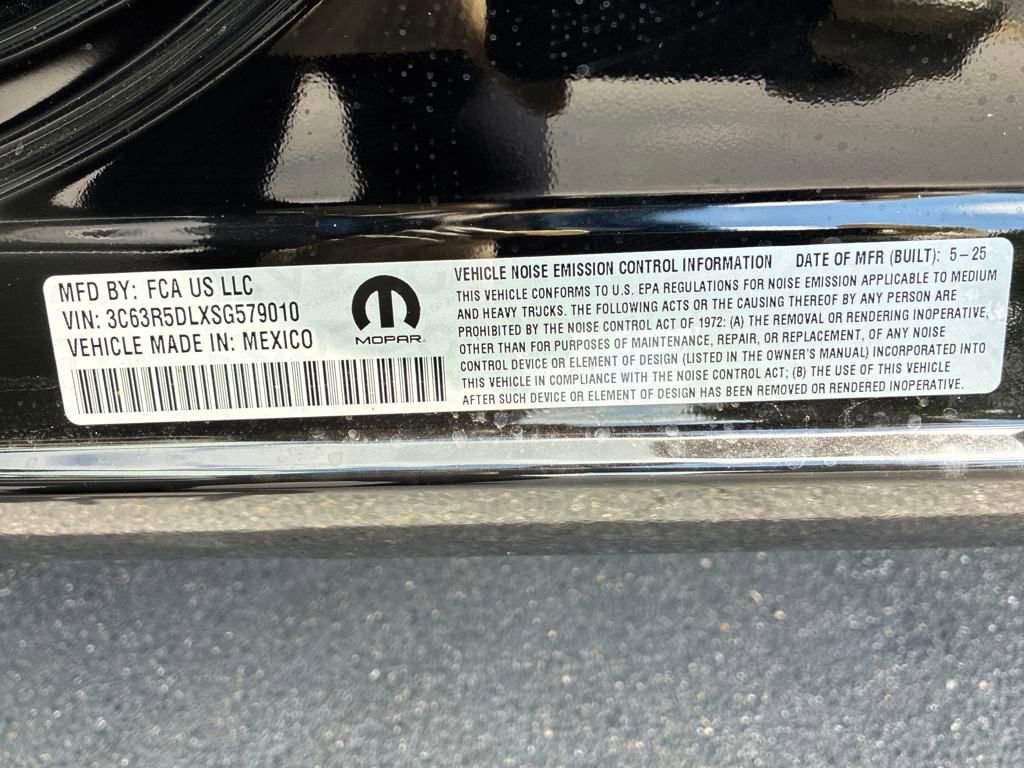 MFD BY: FCA US LLC
VIN: 3C63R5DLXSG579010
VEHICLE MADE IN: MEXICO
MOPAR
VEHICLE NOISE EMISSION CONTROL INFORMATION DATE OF MFR (BUILT): 5-25
THIS VEHICLE CONFORMS TO U.S. EPA REGULATIONS FOR NOISE EMISSION APPLICABLE TO MEDIUM
AND HEAVY TRUCKS. THE FOLLOWING ACTS OR THE CAUSING THEREOF BY ANY PERSON ARE
PROHIBITED BY THE NOISE CONTROL ACT OF 1972: (A) THE REMOVAL OR RENDERING INOPERATIVE,
OTHER THAN FOR PURPOSES OF MAINTENANCE, REPAIR, OR REPLACEMENT, OF ANY NOISE
CONTROL DEVICE OR ELEMENT OF DESIGN (LISTED IN THE OWNER'S MANUAL) INCORPORATED INTO
THIS VEHICLE IN COMPLIANCE WITH THE NOISE CONTROL ACT; (B) THE USE OF THIS VEHICLE
AFTER SUCH DEVICE OR ELEMENT OF DESIGN HAS BEEN REMOVED OR RENDERED INOPERATIVE.